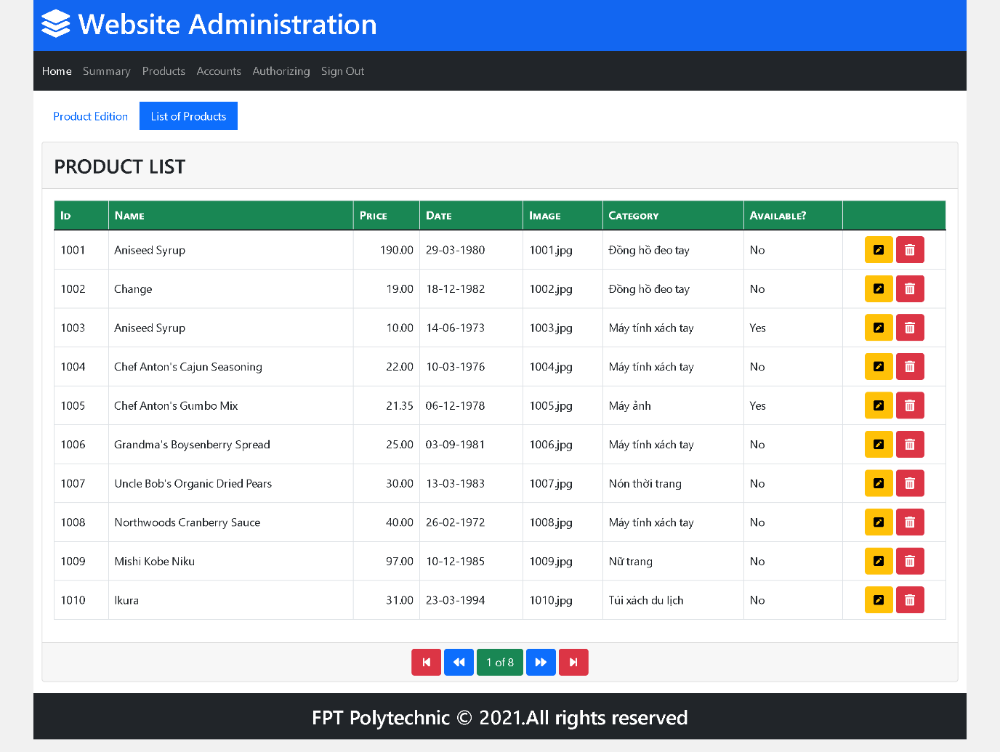 Website Administration
Home Summary Products Accounts Authorizing Sign Out
Product Edition List of Products
PRODUCT LIST
Id Name Price Date Image Category Available?
1001 Aniseed Syrup 190.00 29-03-1980 1001.jpg Đồng hồ đeo tay No
1002 Change 19.00 18-12-1982 1002.jpg Đồng hồ đeo tay No
1003 Aniseed Syrup 10.00 14-06-1973 1003.jpg Máy tính xách tay Yes
1004 Chef Anton's Cajun Seasoning 22.00 10-03-1976 1004.jpg Máy tính xách tay No
1005 Chef Anton's Gumbo Mix 21.35 06-12-1978 1005.jpg Máy ảnh Yes
1006 Grandma's Boysenberry Spread 25.00 03-09-1981 1006.jpg Máy tính xách tay No
1007 Uncle Bob's Organic Dried Pears 30.00 13-03-1983 1007.jpg Nón thời trang No
1008 Northwoods Cranberry Sauce 40.00 26-02-1972 1008.jpg Máy tính xách tay No
1009 Mishi Kobe Niku 97.00 10-12-1985 1009.jpg Nữ trang No
1010 Ikura 31.00 23-03-1994 1010.jpg Túi xách du lịch No
1 of 8
FPT Polytechnic © 2021.All rights reserved